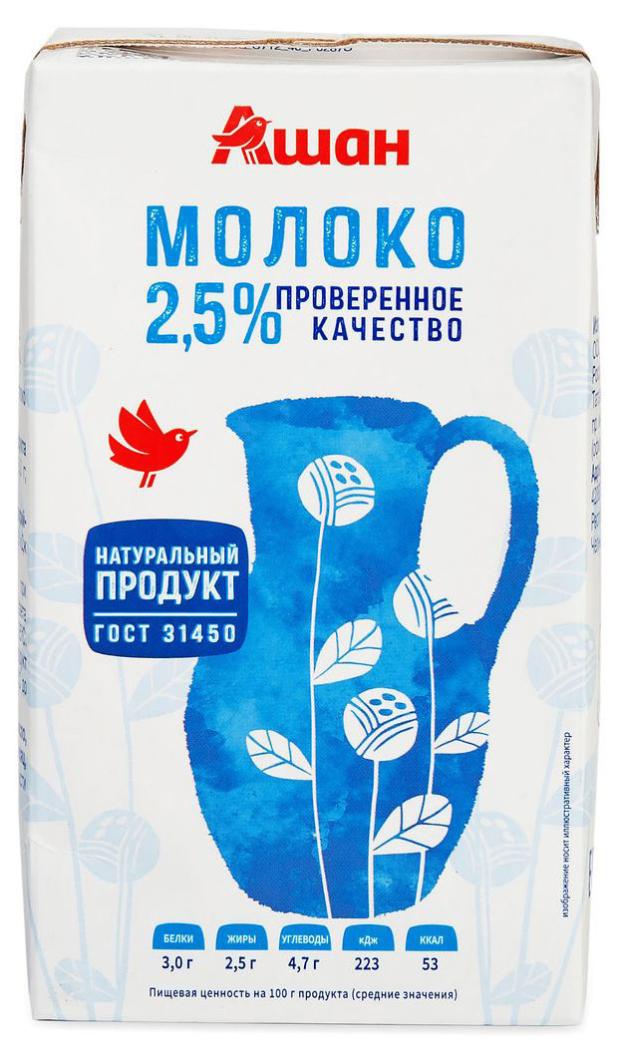 Ашан
МОЛОКО
2,5% ПРОВЕРЕННОЕ
КАЧЕСТВО
НАТУРАЛЬНЫЙ
ПРОДУКТ
ГОСТ 31450
изображение носит иллюстративный характер
БЕЛКИ ЖИРЫ УГЛЕВОДЫ кДж ККАЛ
3,0 г 2,5 г 4,7 г 223 53
Пищевая ценность на 100 г продукта (средние значения)